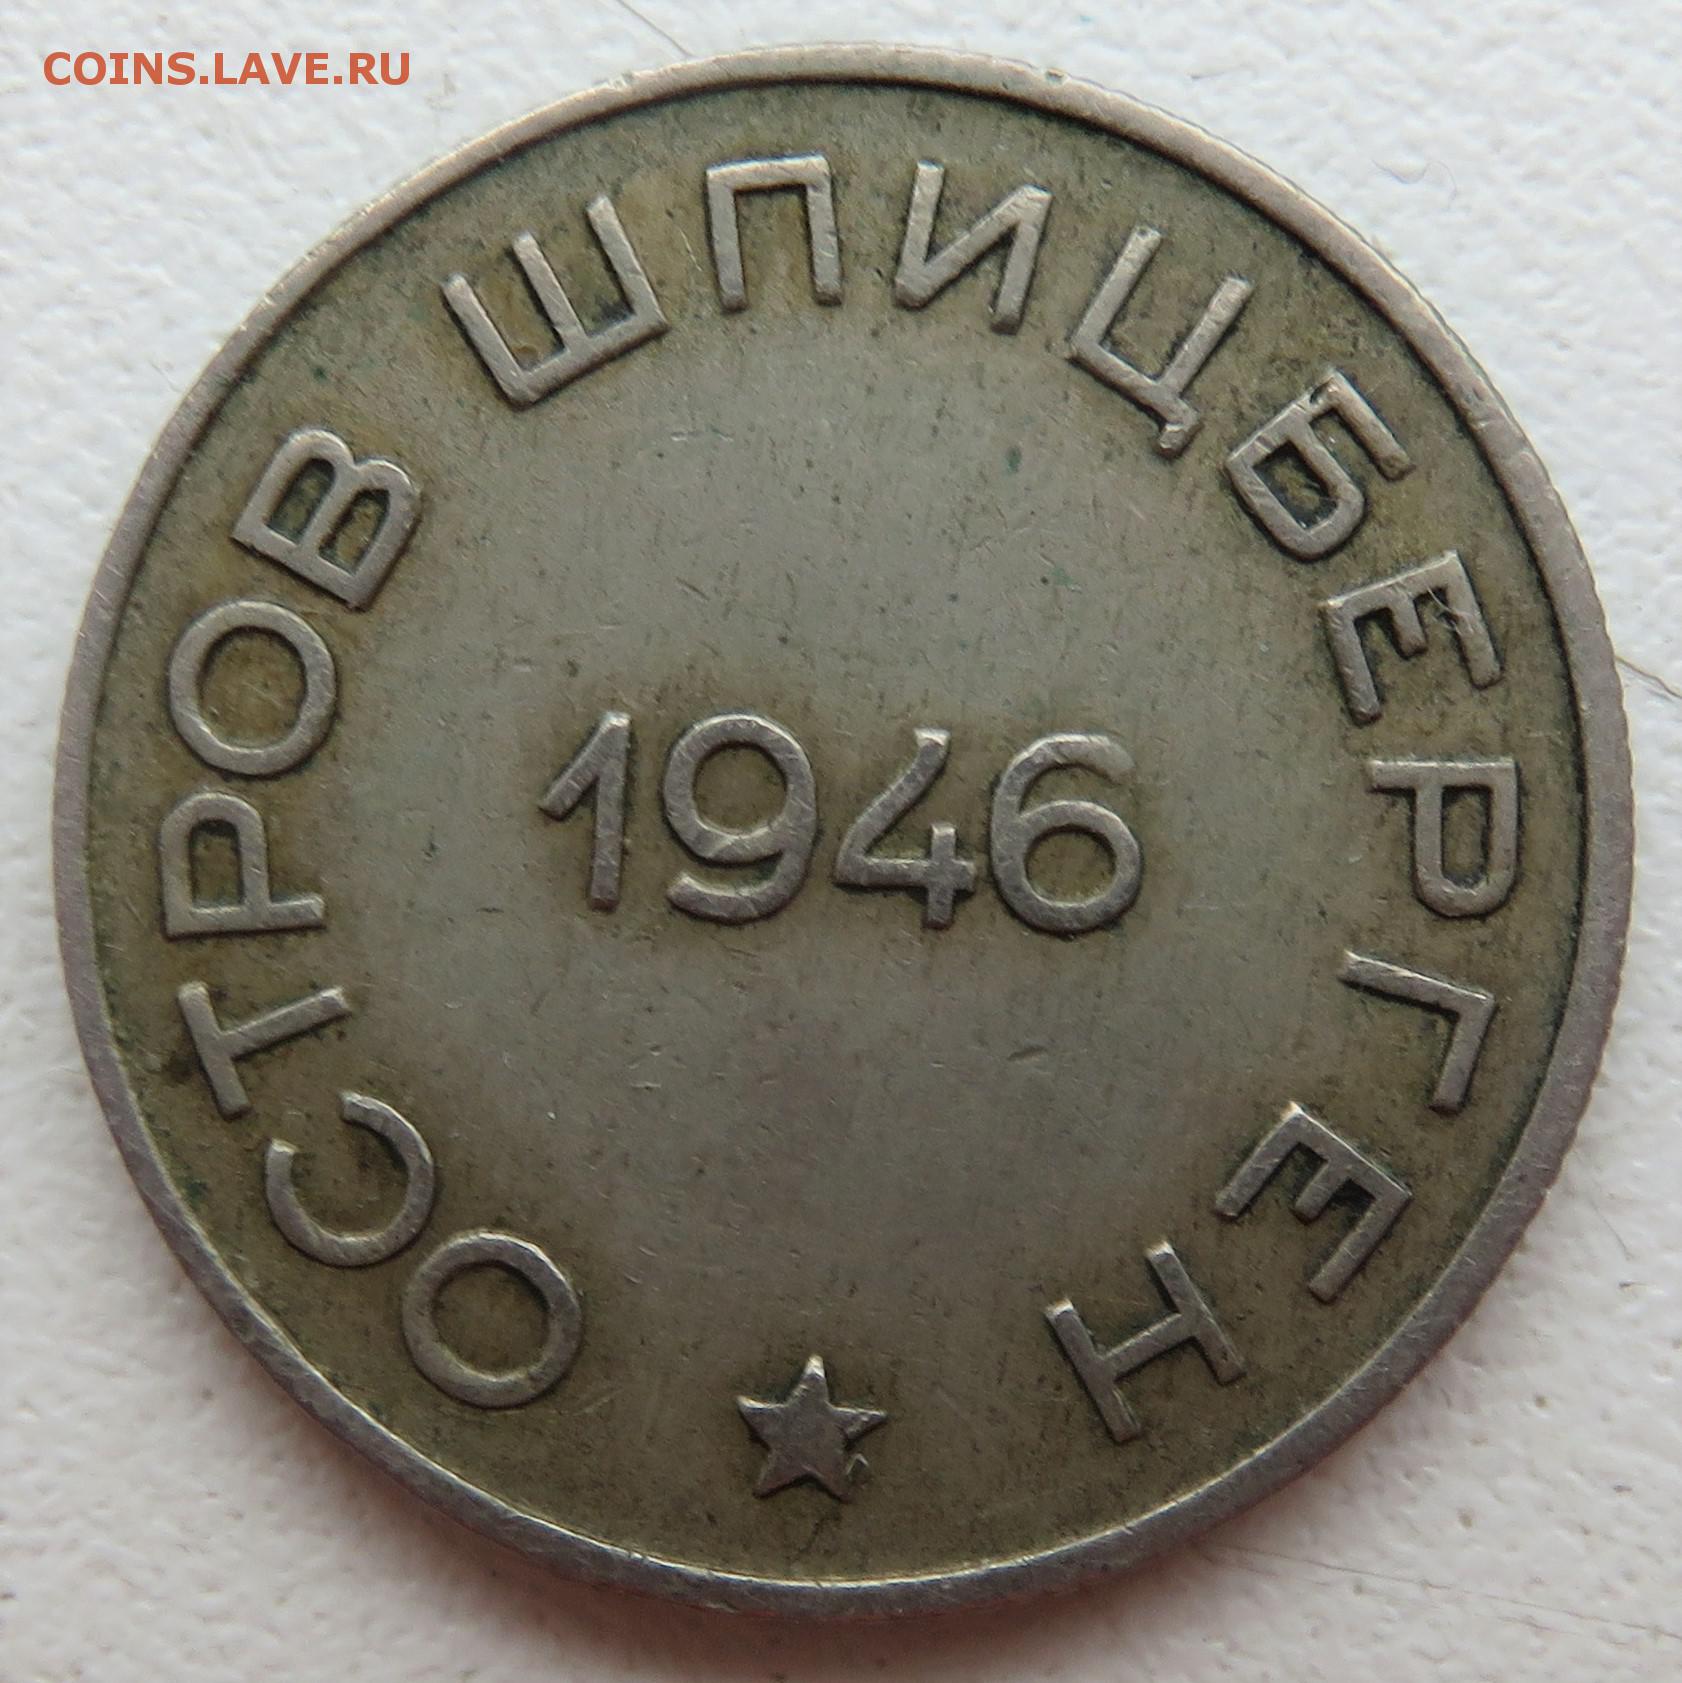 COINS.LAVE.RU
ОСТРОВ ШПИЦБЕРГЕН
1946